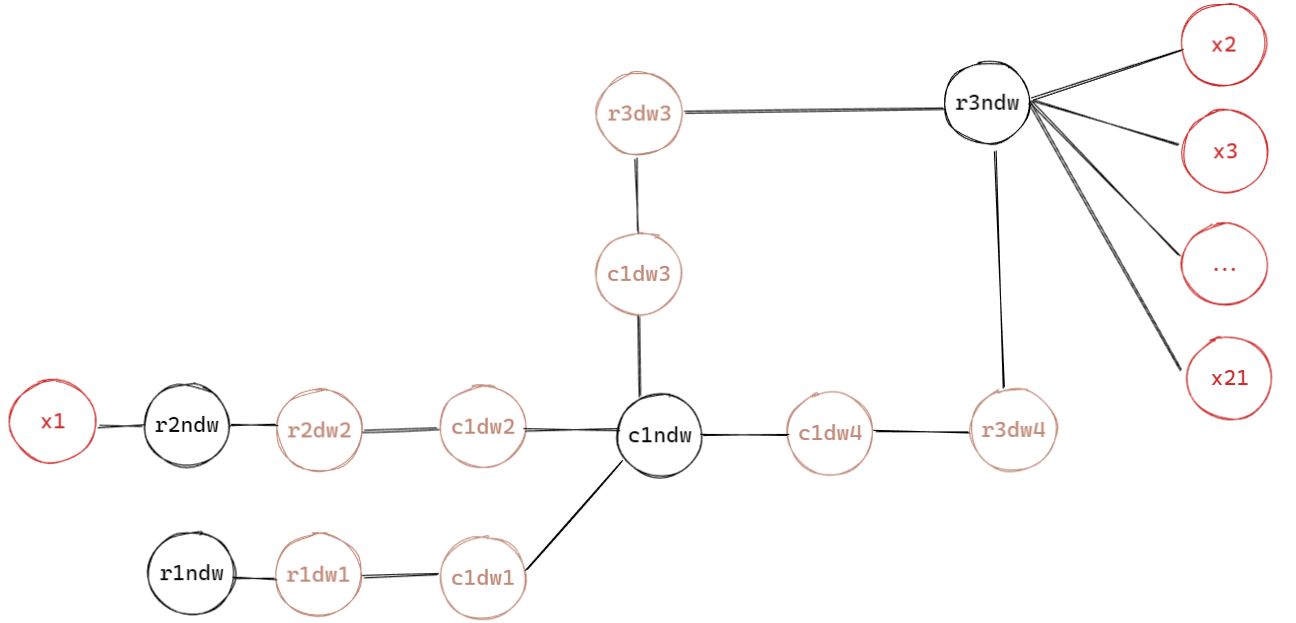 x2
r3ndw
r3dw3
x3
...
c1dw3
x21
x1
r2ndw
r2dw2
c1dw2
c1ndw
c1dw4
r3dw4
r1ndw
r1dw1
c1dw1